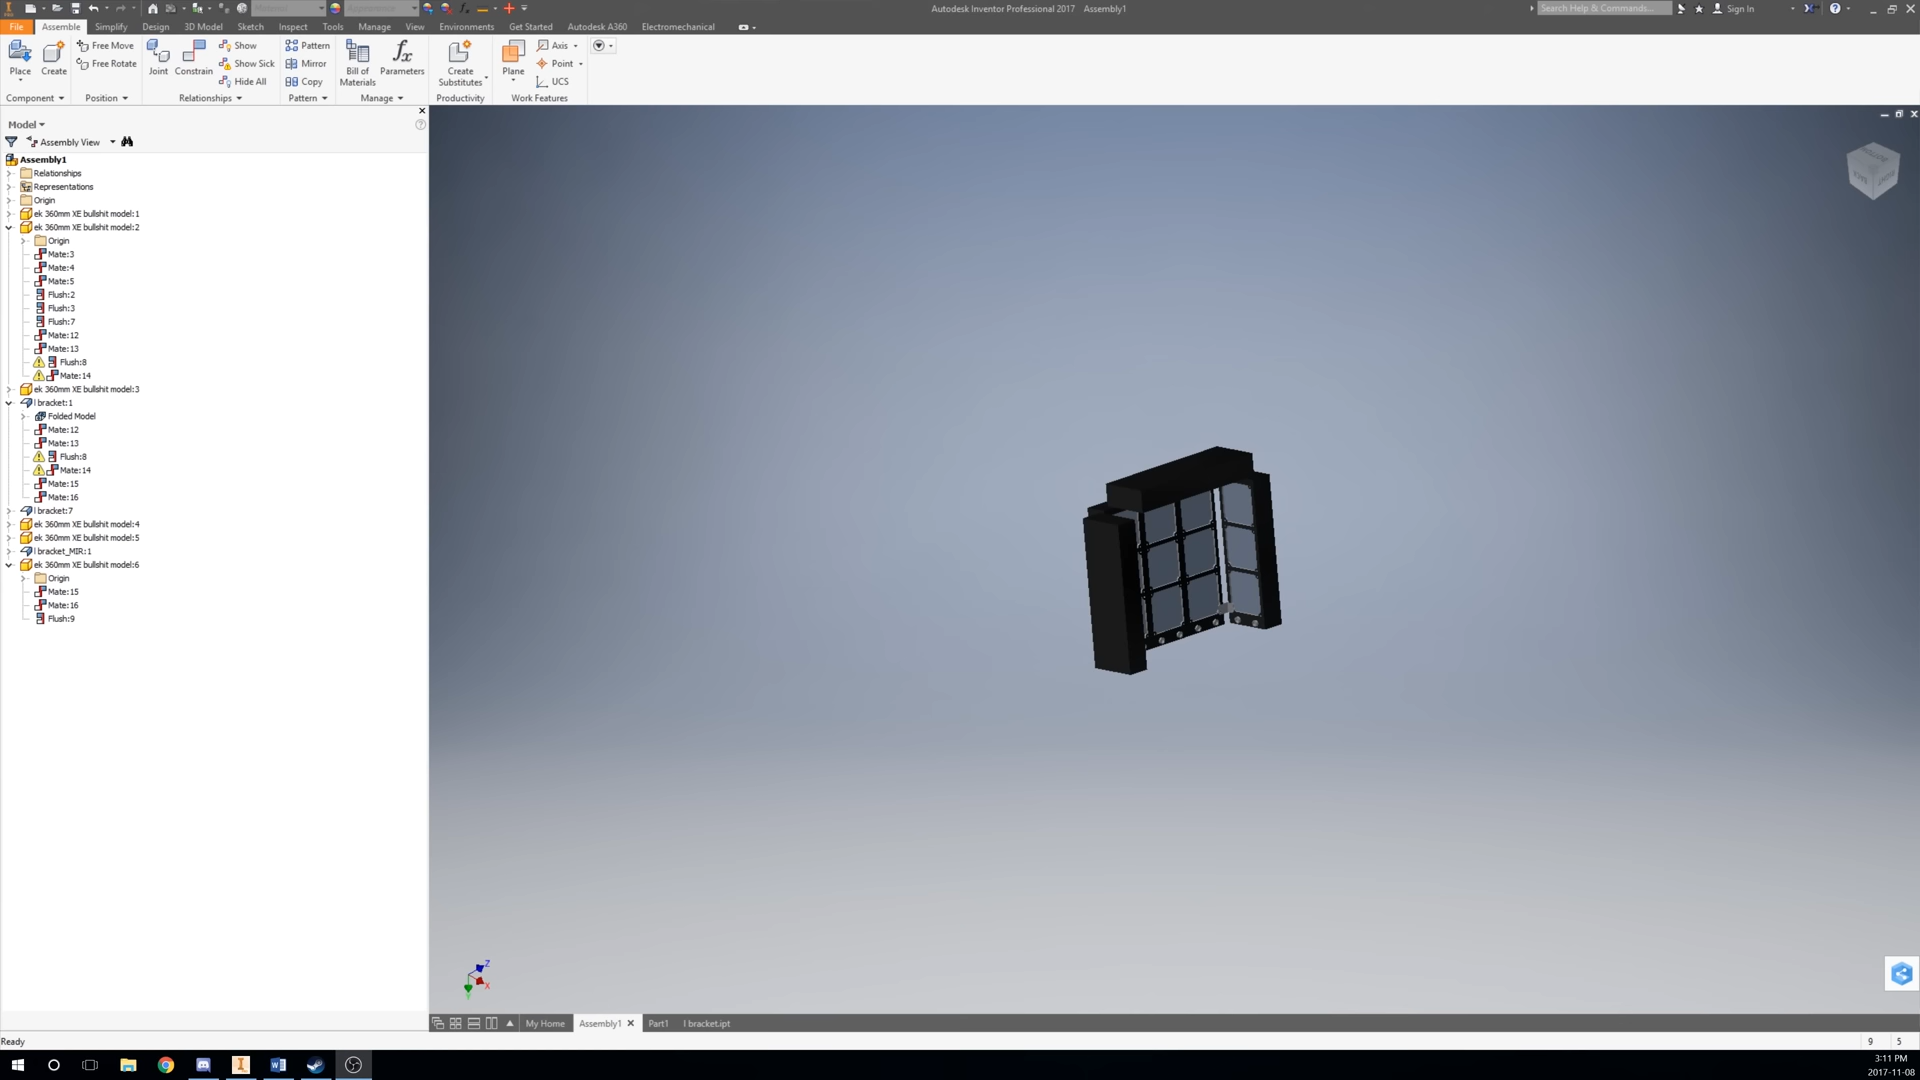 Material
Appearance
Autodesk Inventor Professional 2017 Assembly1
Search Help & Commands...
Sign In
File Assemble Simplify Design 3D Model Sketch Inspect Tools Manage View Environments Get Started Autodesk A360 Electromechanical
Place
Create
Free Move
Free Rotate
Joint
Constrain
Show
Show Sick
Hide All
Pattern
Mirror
Copy
Bill of
Materials
Parameters
Create
Substitutes
Plane
Axis
Point
UCS
Component Position Relationships Pattern Manage Productivity Work Features
Model
Assembly View
Assembly1
Relationships
Representations
Origin
ek 360mm XE bullshit model:1
ek 360mm XE bullshit model:2
Origin
Mate:3
Mate:4
Mate:5
Flush:2
Flush:3
Flush:7
Mate:12
Mate:13
Flush:8
Mate:14
ek 360mm XE bullshit model:3
l bracket:1
Folded Model
Mate:12
Mate:13
Flush:8
Mate:14
Mate:15
Mate:16
l bracket:7
ek 360mm XE bullshit model:4
ek 360mm XE bullshit model:5
l bracket_MIR:1
ek 360mm XE bullshit model:6
Origin
Mate:15
Mate:16
Flush:9
Z
X
Y
My Home Assembly1 Part1 l bracket.ipt
Ready
9 5
3:11 PM
2017-11-08